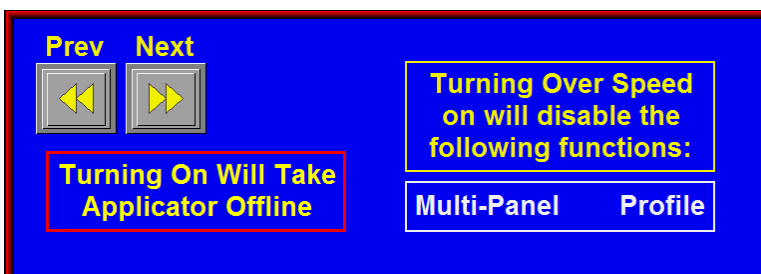 Prev Next
Turning On Will Take
Applicator Offline
Turning Over Speed
on will disable the
following functions:
Multi-Panel Profile